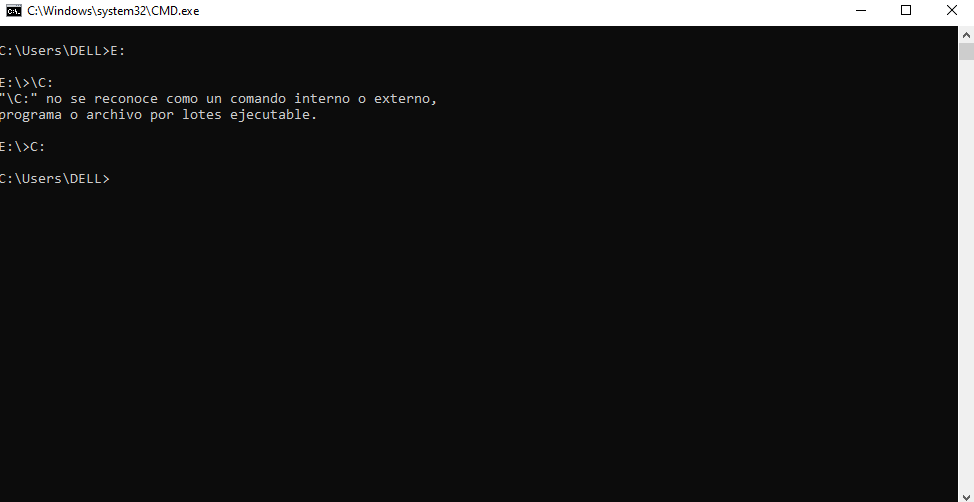 C:\Windows\system32\CMD.exe
C:\Users\DELL>E:
E:\>\C:
"\C:" no se reconoce como un comando interno o externo,
programa o archivo por lotes ejecutable.
E:\>C:
C:\Users\DELL>